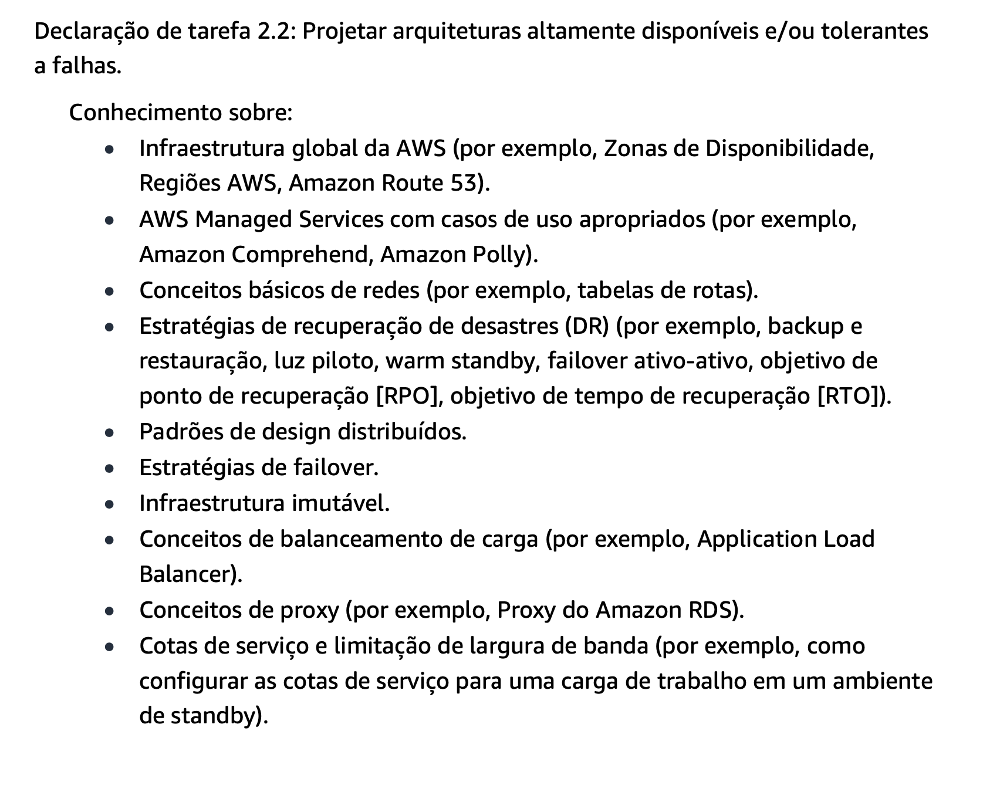 Declaração de tarefa 2.2: Projetar arquiteturas altamente disponíveis e/ou tolerantes
a falhas.
Conhecimento sobre:
• Infraestrutura global da AWS (por exemplo, Zonas de Disponibilidade,
Regiões AWS, Amazon Route 53).
• AWS Managed Services com casos de uso apropriados (por exemplo,
Amazon Comprehend, Amazon Polly).
• Conceitos básicos de redes (por exemplo, tabelas de rotas).
• Estratégias de recuperação de desastres (DR) (por exemplo, backup e
restauração, luz piloto, warm standby, failover ativo-ativo, objetivo de
ponto de recuperação [RPO], objetivo de tempo de recuperação [RTO]).
• Padrões de design distribuídos.
• Estratégias de failover.
• Infraestrutura imutável.
• Conceitos de balanceamento de carga (por exemplo, Application Load
Balancer).
• Conceitos de proxy (por exemplo, Proxy do Amazon RDS).
• Cotas de serviço e limitação de largura de banda (por exemplo, como
configurar as cotas de serviço para uma carga de trabalho em um ambiente
de standby).